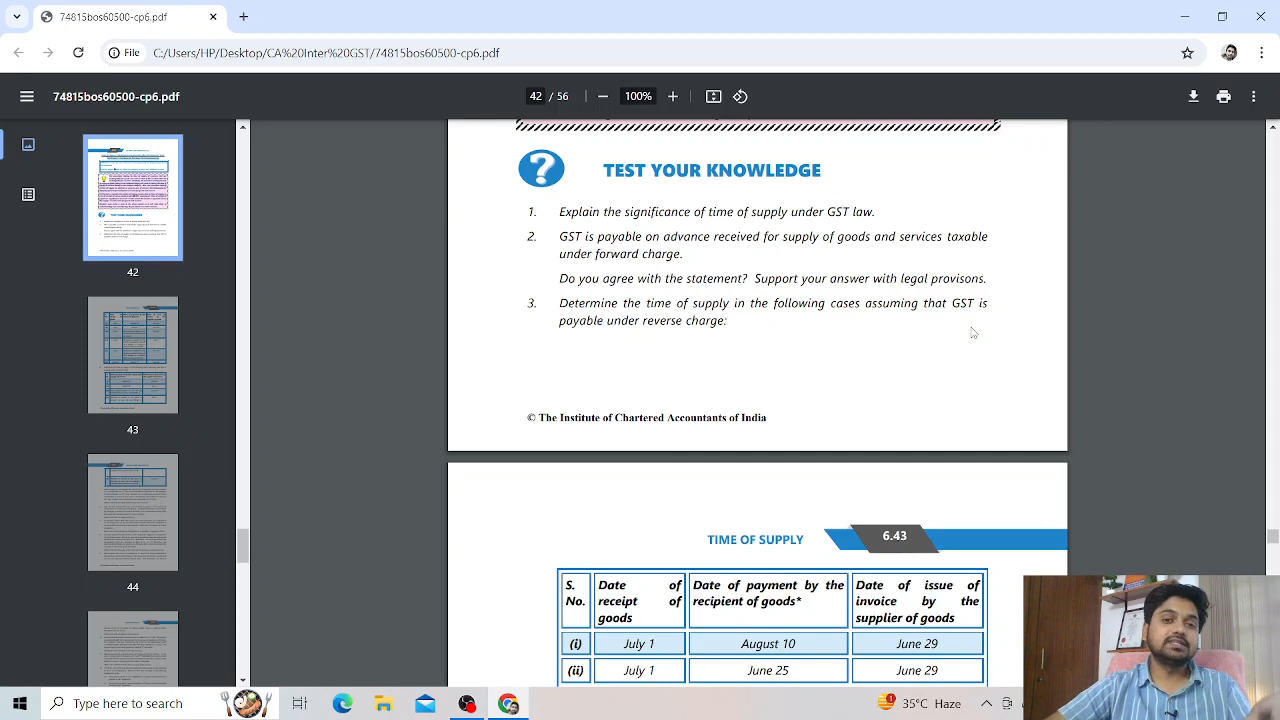 74815bos60500-cp6.pdf
File C:/Users/HP/Desktop/CA%20Inter%20GST/74815bos60500-cp6.pdf
74815bos60500-cp6.pdf
42 / 56
100%
TEST YOUR KNOWLEDGE
1. Explain the significance of time of supply under GST law.
2. GST is payable on advance received for supply of goods and services taxable
under forward charge.
Do you agree with the statement? Support your answer with legal provisons.
3. Determine the time of supply in the following cases assuming that GST is
payable under reverse charge:
© The Institute of Chartered Accountants of India
TIME OF SUPPLY
6.43
S. No. Date of receipt of goods Date of payment by the recipient of goods* Date of issue of invoice by the supplier of goods
(i) July 1 August 10 June 29
(ii) July 1 June 25 June 29
42
43
44
Type here to search
35°C Haze